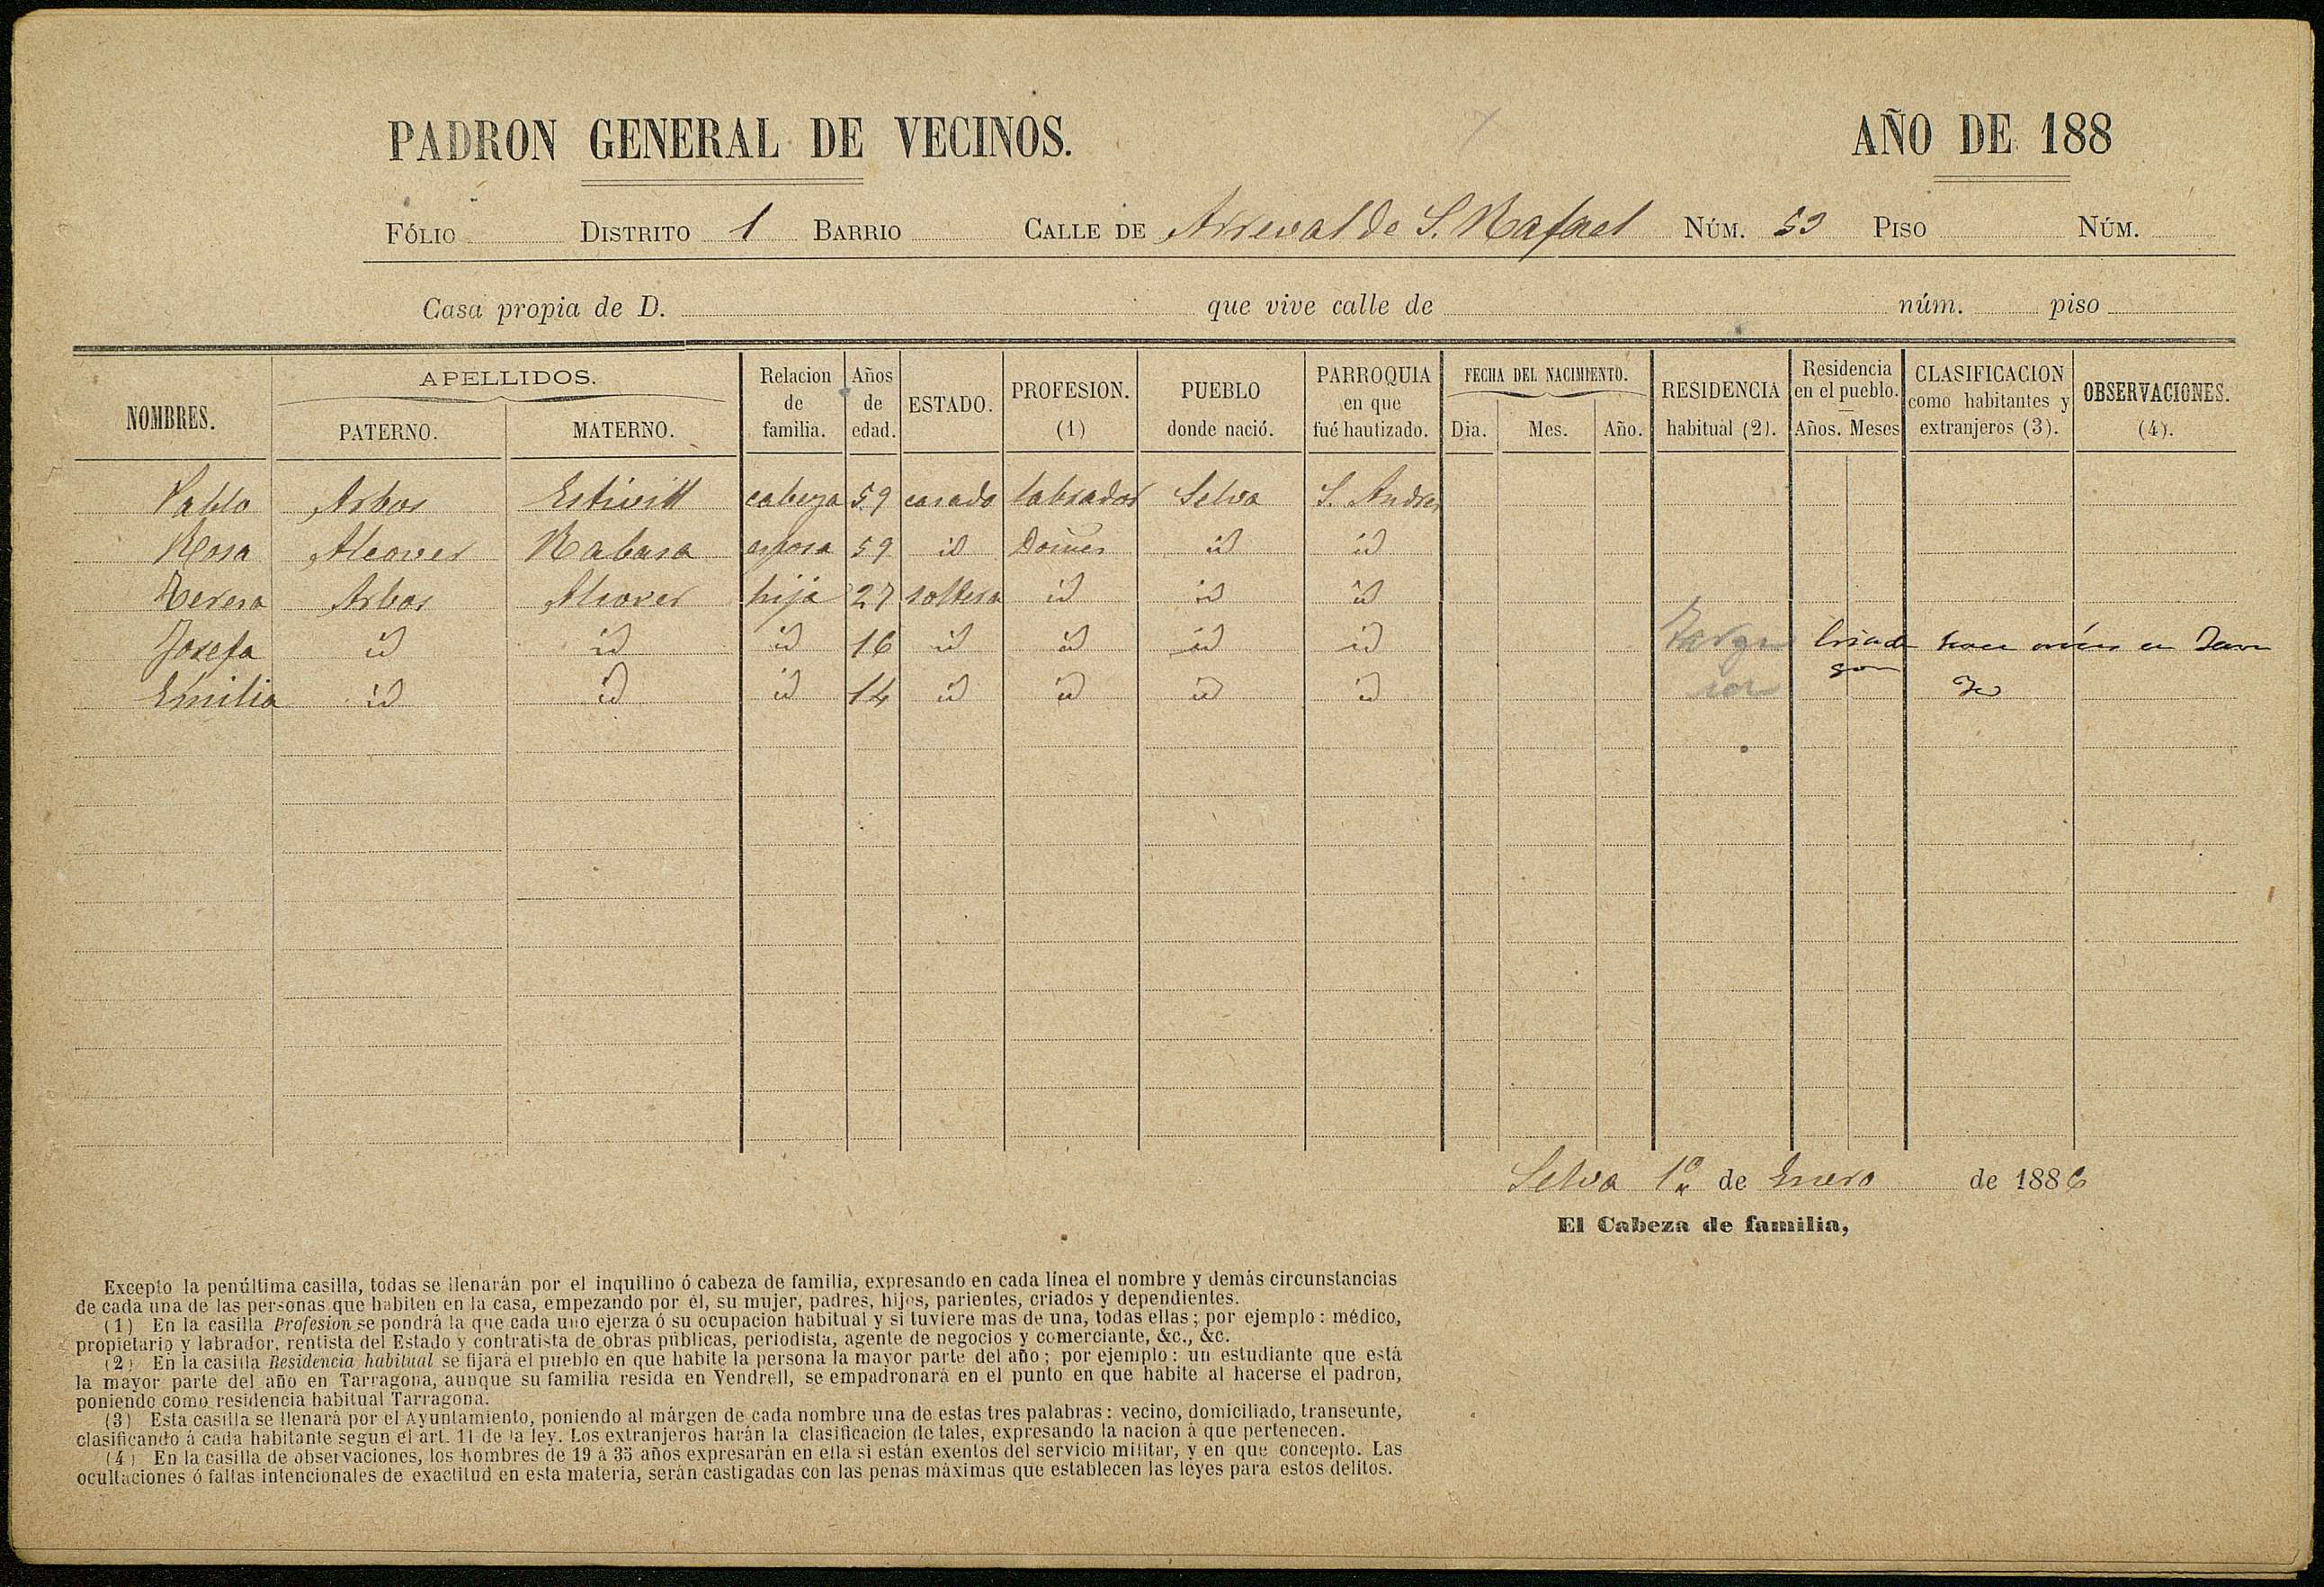 PADRON GENERAL DE VECINOS. AÑO DE 188
FÓLIO DISTRITO 1 BARRIO CALLE DE Arreval de S. Rafael NÚM. 53 PISO NÚM.
Casa propia de D. que vive calle de núm. piso
NOMBRES. APELLIDOS. PATERNO. MATERNO. Relacion de familia. Años de edad. ESTADO. PROFESION. (1) PUEBLO donde nació. PARROQUIA en que fué bautizado. FECHA DEL NACIMIENTO. Dia. Mes. Año. RESIDENCIA habitual (2). Residencia en el pueblo. Años. Meses CLASIFICACION como habitantes y extranjeros (3). OBSERVACIONES. (4).
Pablo Arbos Estivill cabeza 59 casado labrador Selva S. Andres
Rosa Alcover Rabasa esposa 59 id Domes id id
Teresa Arbos Alcover hija 27 soltera id id id
Josefa id id id 16 id id id id
Emilia id id id 14 id id id id
Selva 1º de Enero de 1886
El Cabeza de familia,
Excepto la penúltima casilla, todas se llenarán por el inquilino ó cabeza de familia, expresando en cada línea el nombre y demás circunstancias
de cada una de las personas que habiten en la casa, empezando por él, su mujer, padres, hijos, parientes, criados y dependientes.
(1) En la casilla Profesion se pondrá la que cada uno ejerza ó su ocupacion habitual y si tuviere mas de una, todas ellas; por ejemplo: médico,
propietario y labrador, rentista del Estado y contratista de obras públicas, periodista, agente de negocios y comerciante, &c., &c.
(2) En la casilla Residencia habitual se fijará el pueblo en que habite la persona la mayor parte del año; por ejemplo: un estudiante que está
la mayor parte del año en Tarragona, aunque su familia resida en Vendrell, se empadronará en el punto en que habite al hacerse el padron,
poniendo como residencia habitual Tarragona.
(3) Esta casilla se llenará por el Ayuntamiento, poniendo al márgen de cada nombre una de estas tres palabras: vecino, domiciliado, transeunte,
clasificando á cada habitante segun el art. 11 de la ley. Los extranjeros harán la clasificacion de tales, expresando la nacion á que pertenecen.
(4) En la casilla de observaciones, los hombres de 19 á 35 años expresarán en ella si están exentos del servicio militar, y en que concepto. Las
ocultaciones ó faltas intencionales de exactitud en esta materia, serán castigadas con las penas máximas que establecen las leyes para estos delitos.